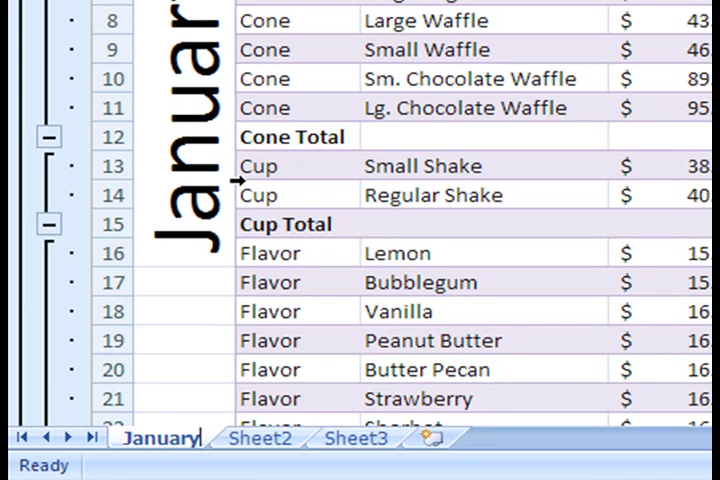 8 Cone Large Waffle $ 43
9 Cone Small Waffle $ 46
10 Cone Sm. Chocolate Waffle $ 89
11 Cone Lg. Chocolate Waffle $ 95
12 Cone Total
13 Cup Small Shake $ 38
14 Cup Regular Shake $ 40
15 Cup Total
16 Flavor Lemon $ 15
17 Flavor Bubblegum $ 15
18 Flavor Vanilla $ 16
19 Flavor Peanut Butter $ 16
20 Flavor Butter Pecan $ 16
21 Flavor Strawberry $ 16
Januar
January Sheet2 Sheet3
Ready